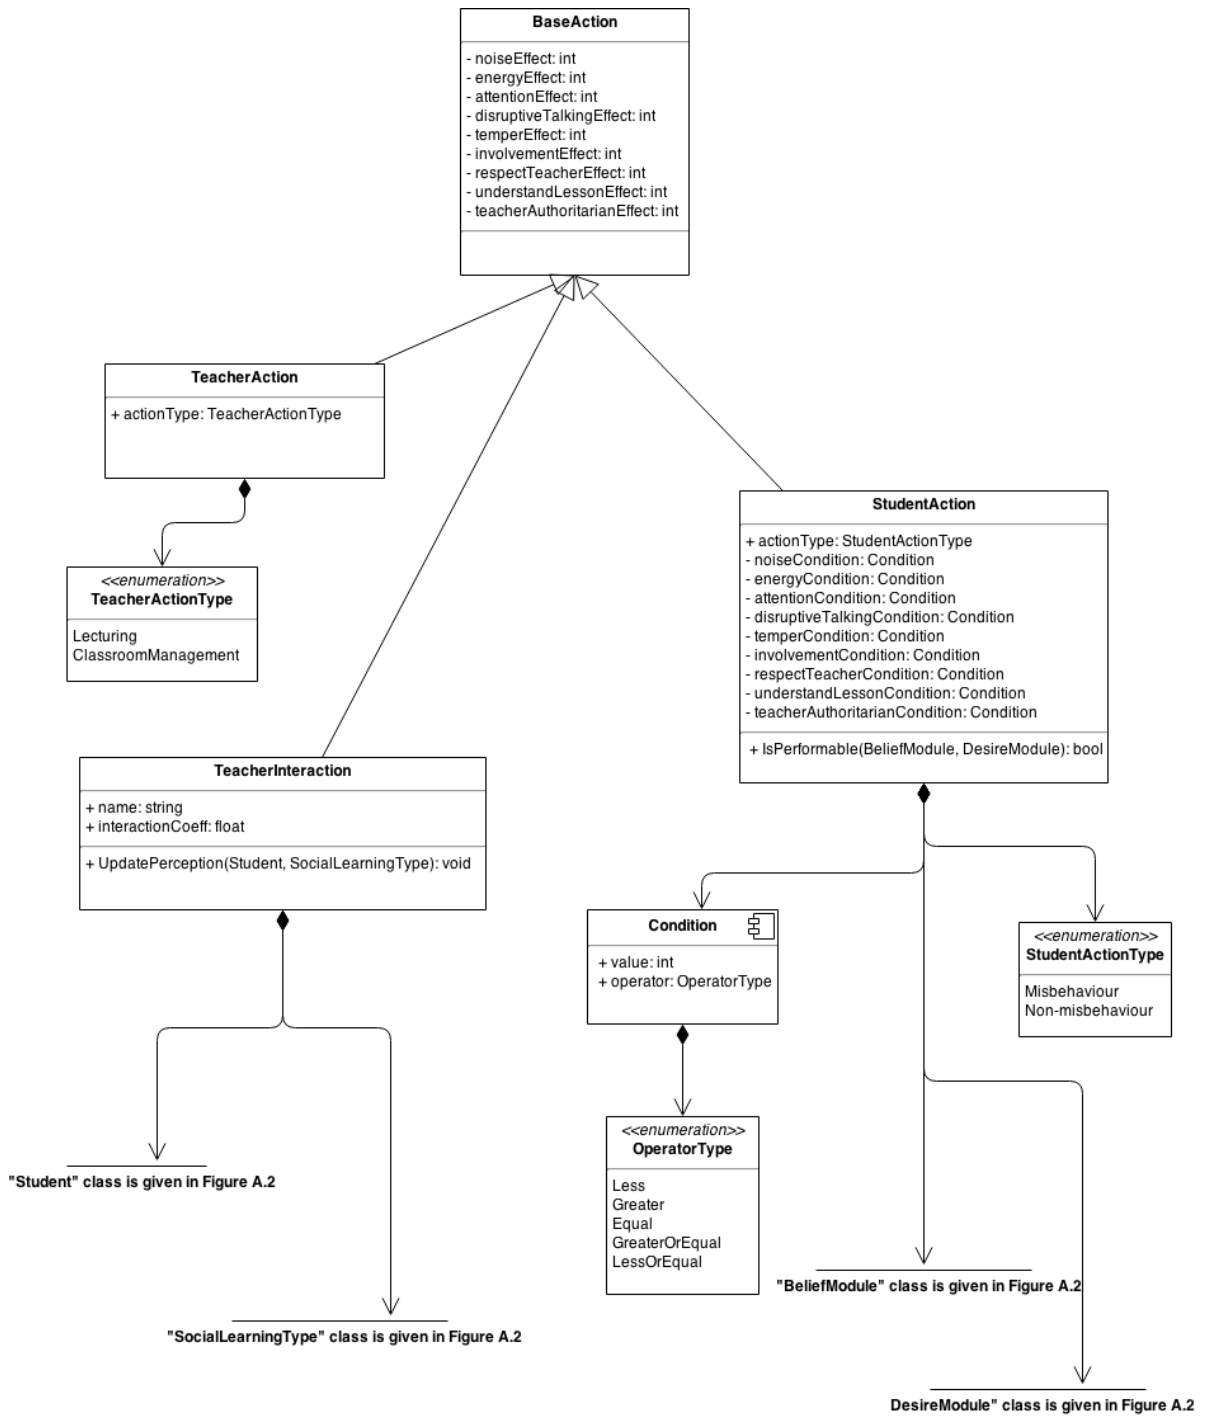 BaseAction
- noiseEffect: int
- energyEffect: int
- attentionEffect: int
- disruptiveTalkingEffect: int
- temperEffect: int
- involvementEffect: int
- respectTeacherEffect: int
- understandLessonEffect: int
- teacherAuthoritarianEffect: int
TeacherAction
+ actionType: TeacherActionType
<<enumeration>>
TeacherActionType
Lecturing
ClassroomManagement
StudentAction
+ actionType: StudentActionType
- noiseCondition: Condition
- energyCondition: Condition
- attentionCondition: Condition
- disruptiveTalkingCondition: Condition
- temperCondition: Condition
- involvementCondition: Condition
- respectTeacherCondition: Condition
- understandLessonCondition: Condition
- teacherAuthoritarianCondition: Condition
+ IsPerformable(BeliefModule, DesireModule): bool
TeacherInteraction
+ name: string
+ interactionCoeff: float
+ UpdatePerception(Student, SocialLearningType): void
Condition
+ value: int
+ operator: OperatorType
<<enumeration>>
StudentActionType
Misbehaviour
Non-misbehaviour
<<enumeration>>
OperatorType
Less
Greater
Equal
GreaterOrEqual
LessOrEqual
"Student" class is given in Figure A.2
"BeliefModule" class is given in Figure A.2
"SocialLearningType" class is given in Figure A.2
DesireModule" class is given in Figure A.2